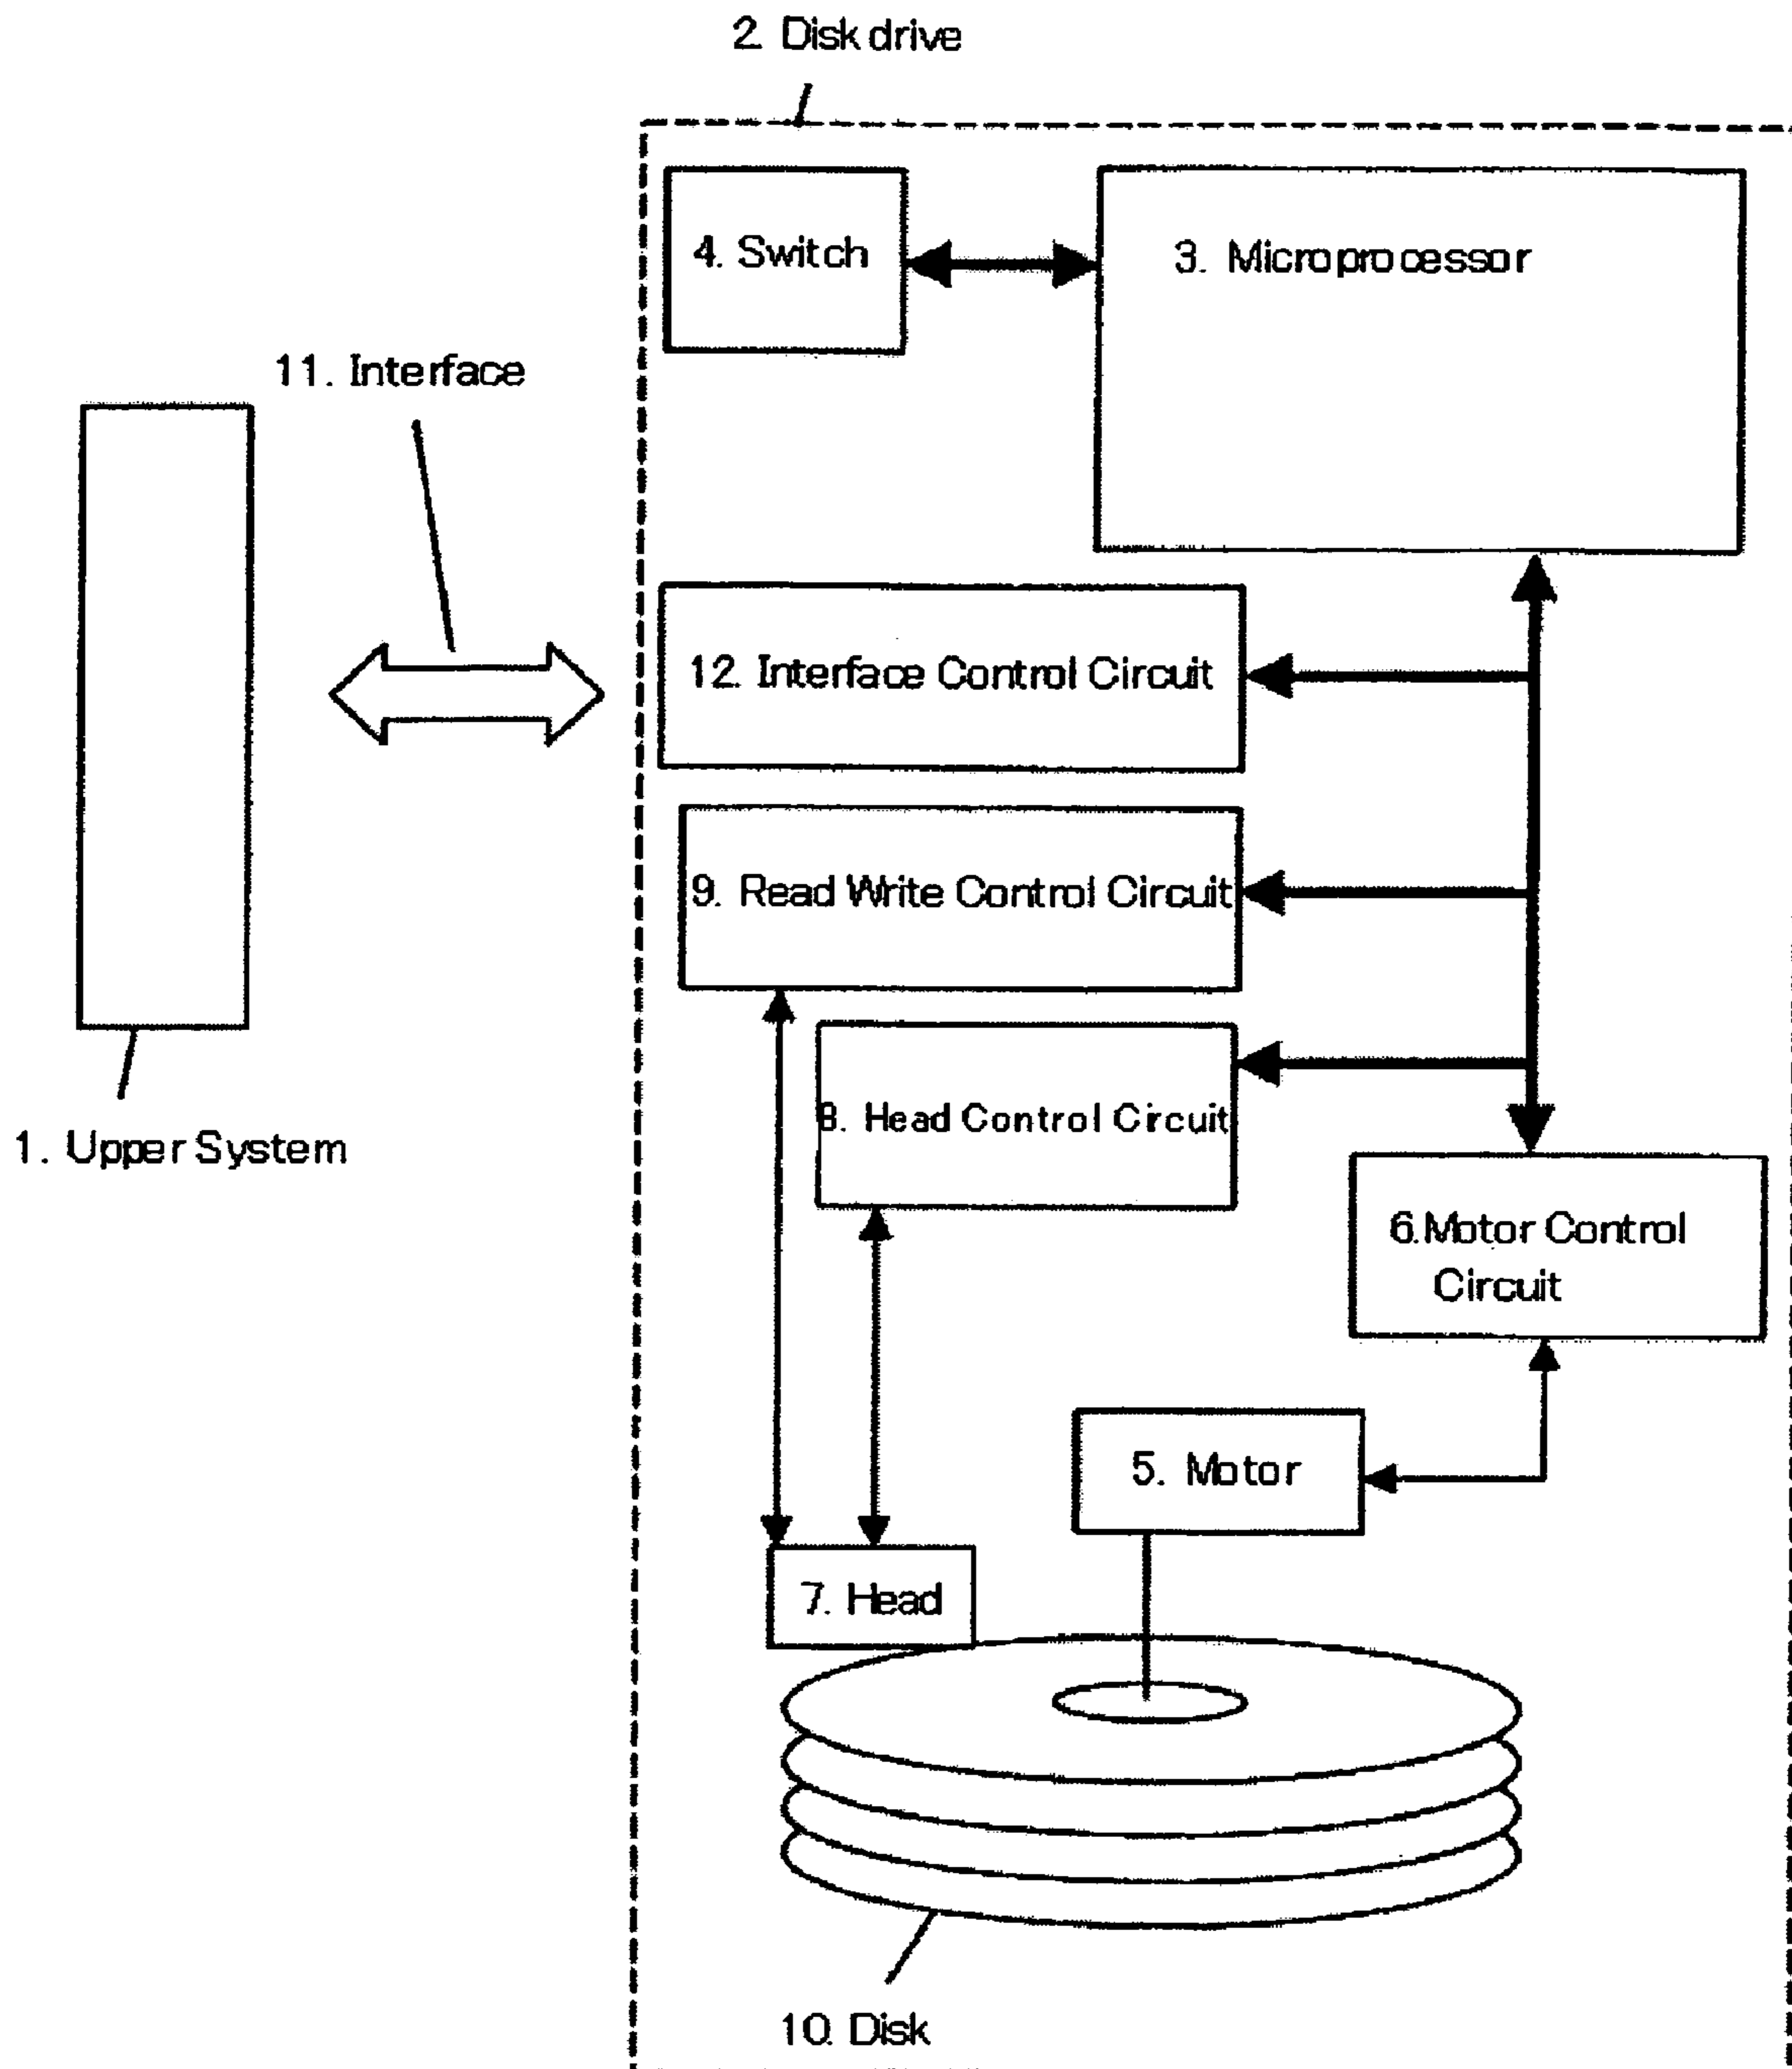 2. Disk drive
4. Switch
3. Microprocessor
11. Interface
12. Interface Control Circuit
9. Read Write Control Circuit
8. Head Control Circuit
1. Upper System
6.Motor Control
Circuit
5. Motor
7. Head
10. Disk